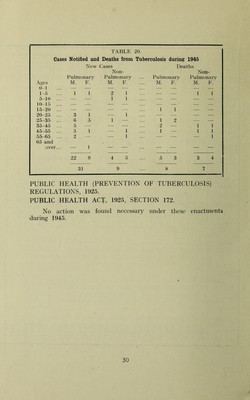 TABLE 20.
Cases Notified and Deaths from Tuberculosis during 1945
New Cases Deaths
Non- Non-
Pulmonary Pulmonary ... Pulmonary Pulmonary
Ages M. F. M. F. ... M. F. M. F.
0-1 ... — — — — ... — — — —
1-5 ... 1 1 2 1 ... — — 1 1
5-10 ... — — 1 1 ... — — — —
10-15 ... — — — — ... — — — —
15-20 ... — — — — ... 1 1 — —
20-25 ... 3 1 — 1 ... — — — —
25-35 ... 6 5 1 — ... 1 2 — —
35-45 ... 5 — — — ... 2 — 1 1
45-55 ... 5 1 — 1 ... 1 — 1 1
55-65 ... 2 — — 1 ... — — — 1
65 and
over... — 1 — — ... — — — —
22 9 4 5 ... 5 3 3 4
31 9 ... 8 7
PUBLIC HEALTH (PREVENTION OF TUBERCULOSIS)
REGULATIONS, 1925.
PUBLIC HEALTH ACT, 1925, SECTION 172.
No action was found necessary under these enactments
during 1945.
30